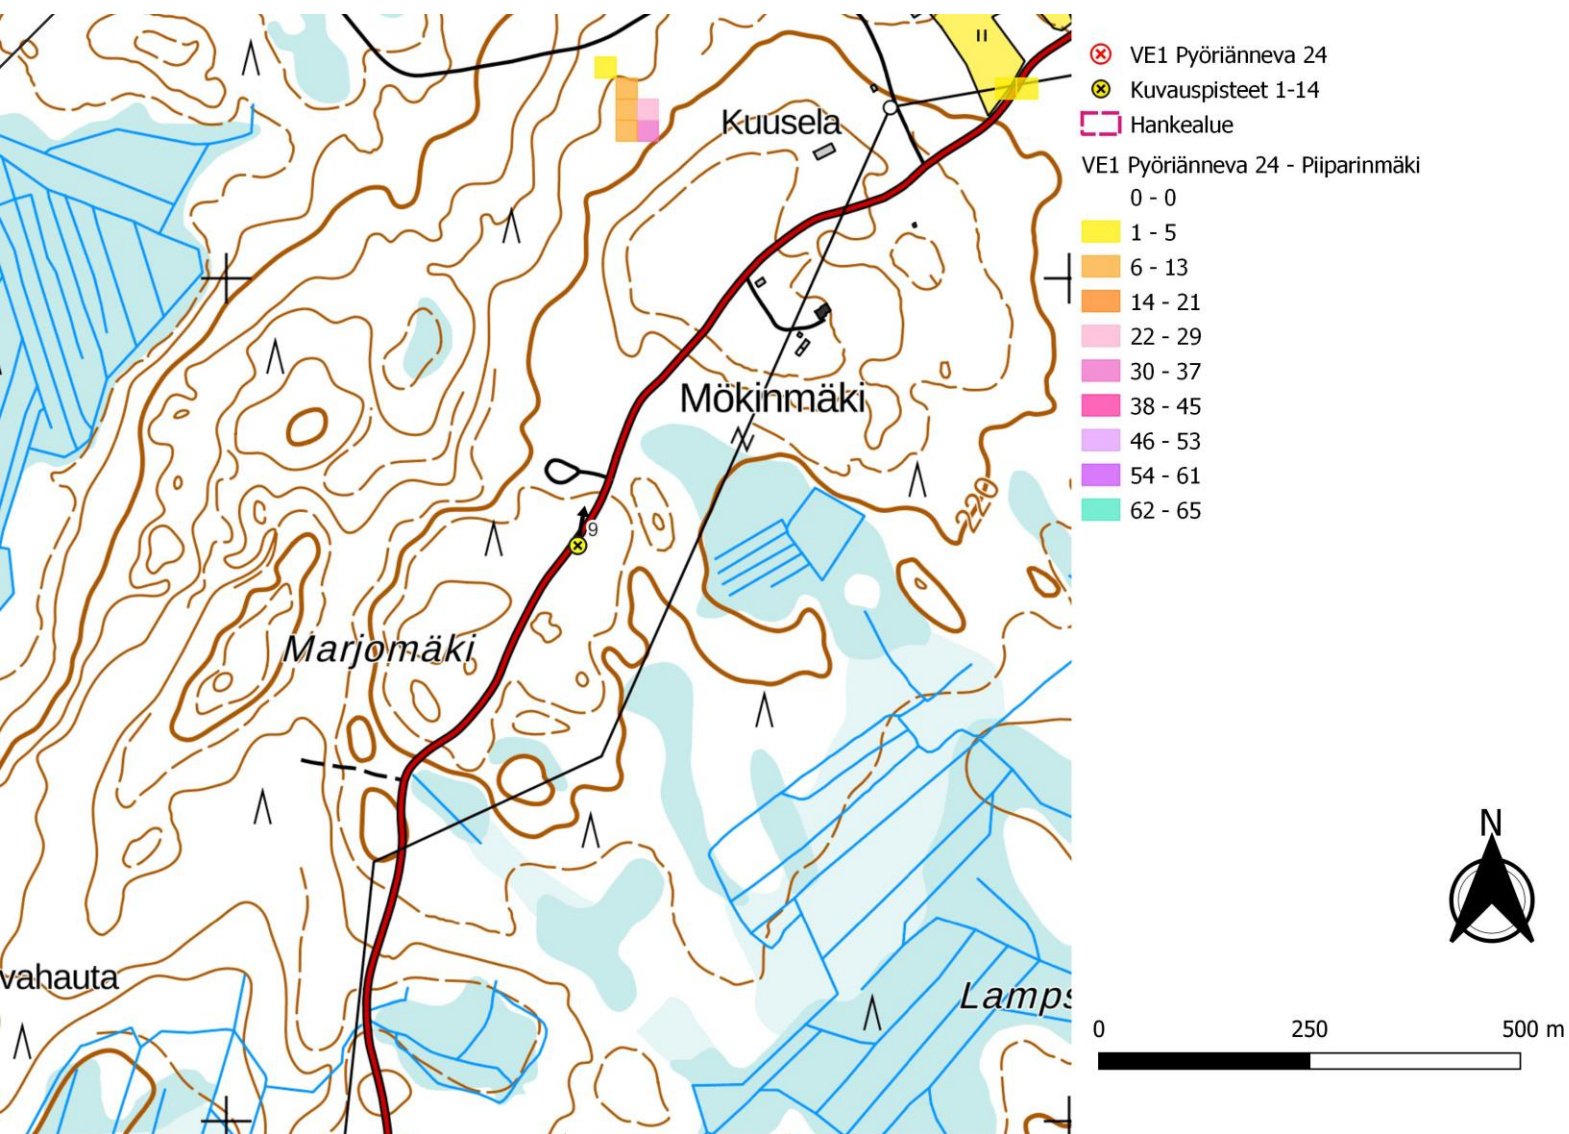 II
Kuusela
Mökinmäki
220
9
Marjomäki
vahauta
Lamps
VE1 Pyöriänneva 24
Kuvauspisteet 1-14
Hankealue
VE1 Pyöriänneva 24 - Piiparinmäki
0 - 0
1 - 5
6 - 13
14 - 21
22 - 29
30 - 37
38 - 45
46 - 53
54 - 61
62 - 65
N
0 250 500 m